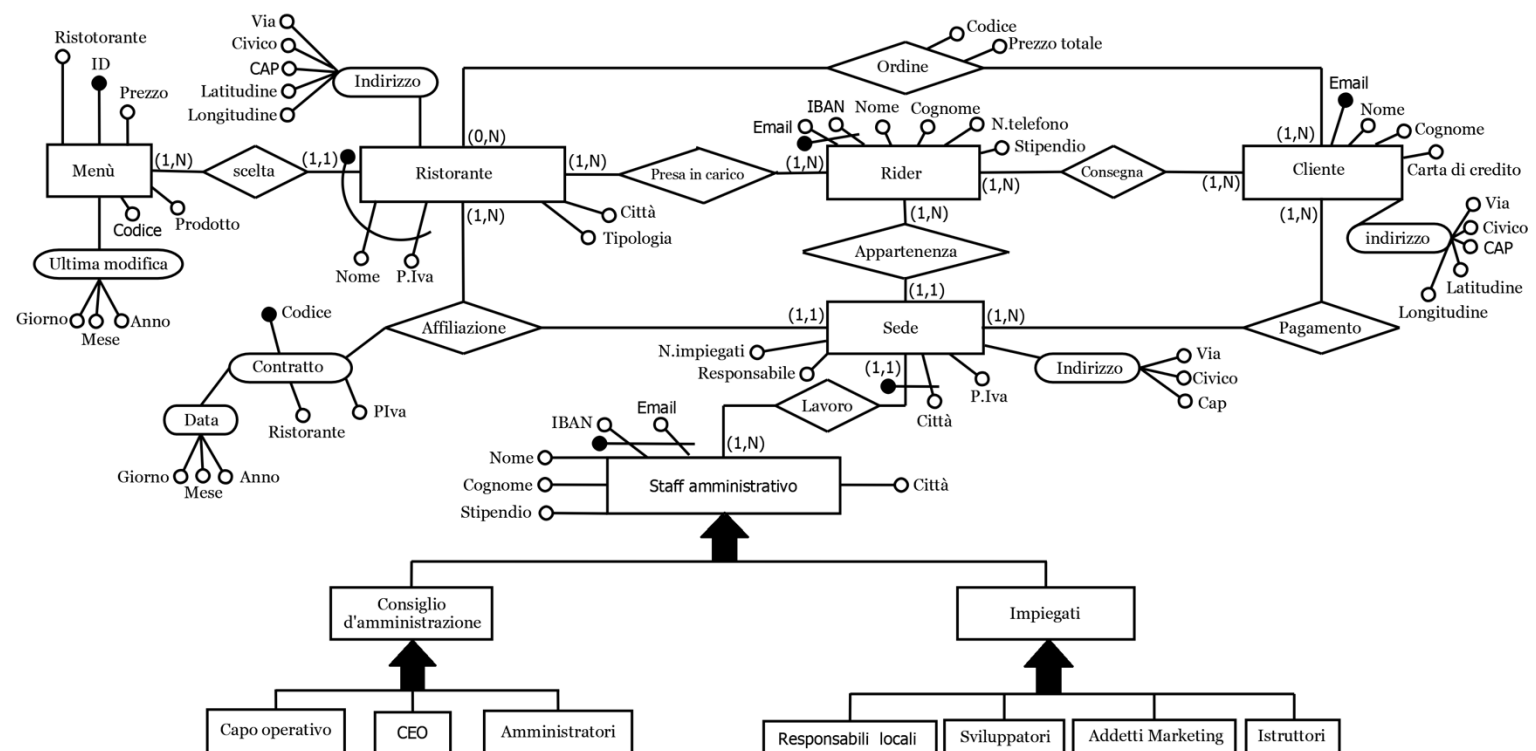 Via
Civico
CAP
Latitudine
Longitudine
Indirizzo
Ristotorante
ID
Prezzo
Menù
(1,N)
scelta
(1,1)
Codice
Prodotto
Ultima modifica
Giorno
Mese
Anno
(0,N)
Ristorante
(1,N)
(1,N)
Nome
P.Iva
Città
Tipologia
Presa in carico
(1,N)
Codice
Prezzo totale
Ordine
Email
IBAN
Nome
Cognome
N.telefono
Stipendio
Rider
(1,N)
(1,N)
Consegna
(1,N)
Email
Nome
Cognome
Carta di credito
(1,N)
Cliente
(1,N)
indirizzo
Via
Civico
CAP
Latitudine
Longitudine
Appartenenza
(1,1)
Codice
Contratto
Data
Giorno
Mese
Anno
Ristorante
PIva
Affiliazione
(1,1)
Sede
(1,N)
Pagamento
N.impiegati
Responsabile
(1,1)
Città
P.Iva
Indirizzo
Via
Civico
Cap
Lavoro
IBAN
Email
(1,N)
Nome
Cognome
Stipendio
Staff amministrativo
Città
Consiglio
d'amministrazione
Impiegati
Capo operativo
CEO
Amministratori
Responsabili locali
Sviluppatori
Addetti Marketing
Istruttori